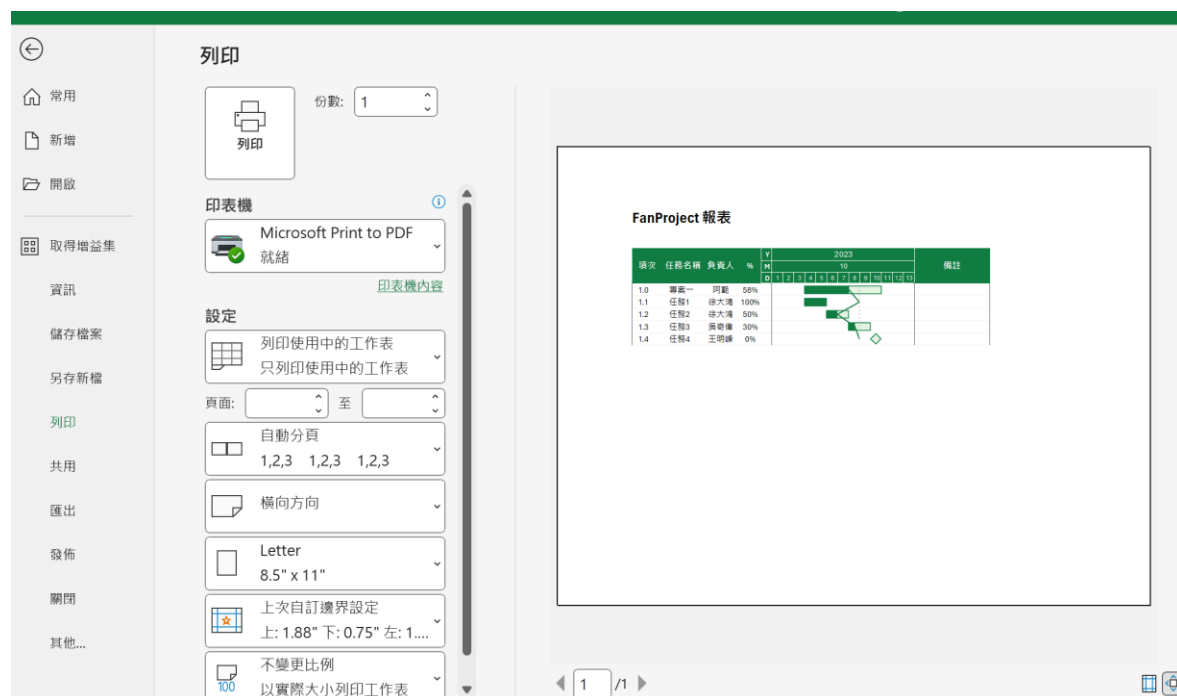 列印
常用
新增
開啟
取得增益集
資訊
儲存檔案
另存新檔
列印
共用
匯出
發佈
關閉
其他...
列印
份數: 1
印表機
Microsoft Print to PDF
就緒
印表機內容
設定
列印使用中的工作表
只列印使用中的工作表
頁面: 至
自動分頁
1,2,3 1,2,3 1,2,3
橫向方向
Letter
8.5" x 11"
上次自訂邊界設定
上: 1.88" 下: 0.75" 左: 1....
不變更比例
100 以實際大小列印工作表
FanProject 報表
Y 2023
項次 任務名稱 負責人 % M 10 備註
D 1 2 3 4 5 6 7 8 9 10 11 12 13
1.0 專案一 阿範 58%
1.1 任務1 徐大鴻 100%
1.2 任務2 徐大鴻 50%
1.3 任務3 吳奇偉 30%
1.4 任務4 王明峰 0%
1 /1